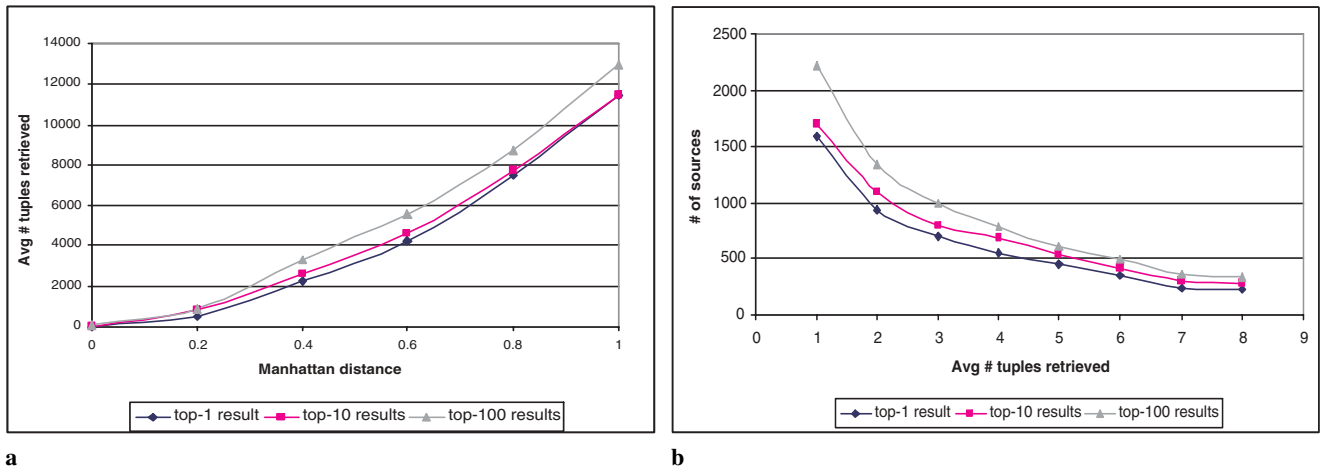 14000
12000
10000
8000
6000
4000
2000
0
Avg # tuples retrieved
0 0.2 0.4 0.6 0.8 1
Manhattan distance
top-1 result top-10 results top-100 results
a
2500
2000
1500
1000
500
0
# of sources
0 1 2 3 4 5 6 7 8 9
Avg # tuples retrieved
top-1 result top-10 results top-100 results
b